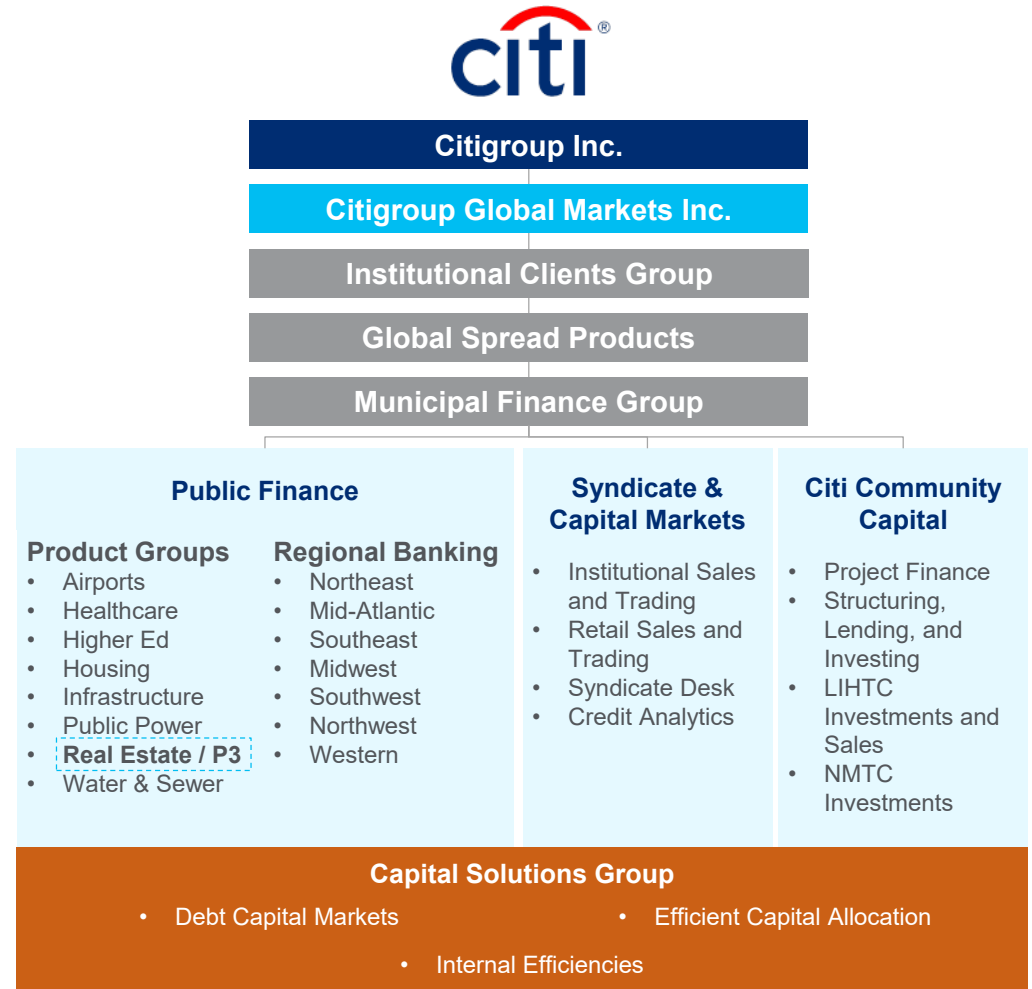 citi®
Citigroup Inc.
Citigroup Global Markets Inc.
Institutional Clients Group
Global Spread Products
Municipal Finance Group
Public Finance
Product Groups
• Airports
• Healthcare
• Higher Ed
• Housing
• Infrastructure
• Public Power
• Real Estate / P3
• Water & Sewer
Regional Banking
• Northeast
• Mid-Atlantic
• Southeast
• Midwest
• Southwest
• Northwest
• Western
Syndicate &
Capital Markets
• Institutional Sales
and Trading
• Retail Sales and
Trading
• Syndicate Desk
• Credit Analytics
Citi Community
Capital
• Project Finance
• Structuring,
Lending, and
Investing
• LIHTC
Investments and
Sales
• NMTC
Investments
Capital Solutions Group
• Debt Capital Markets
• Efficient Capital Allocation
• Internal Efficiencies